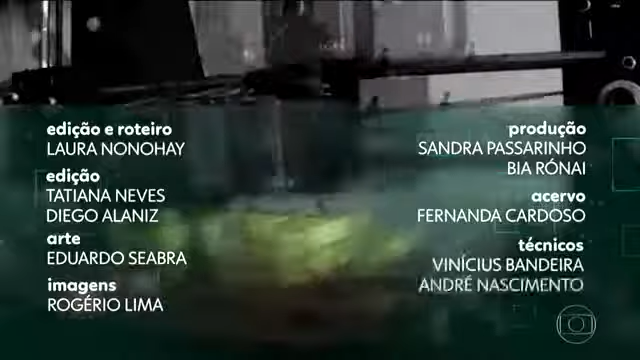 edição e roteiro
LAURA NONOHAY
edição
TATIANA NEVES
DIEGO ALANIZ
arte
EDUARDO SEABRA
imagens
ROGÉRIO LIMA
produção
SANDRA PASSARINHO
BIA RÓNAI
acervo
FERNANDA CARDOSO
técnicos
VINÍCIUS BANDEIRA
ANDRÉ NASCIMENTO